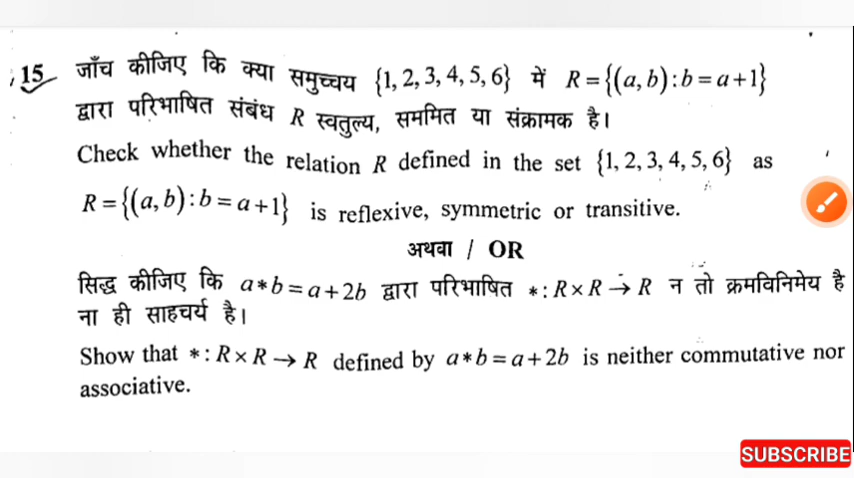 15 जाँच कीजिए कि क्या समुच्चय {1, 2, 3, 4, 5, 6} में R = {(a, b) : b = a + 1}
द्वारा परिभाषित संबंध R स्वतुल्य, सममित या संक्रामक है।
Check whether the relation R defined in the set {1, 2, 3, 4, 5, 6} as
R = {(a, b) : b = a + 1} is reflexive, symmetric or transitive.
अथवा / OR
सिद्ध कीजिए कि a * b = a + 2b द्वारा परिभाषित * : R × R → R न तो क्रमविनिमेय है
ना ही साहचर्य है।
Show that * : R × R → R defined by a * b = a + 2b is neither commutative nor
associative.
SUBSCRIBE